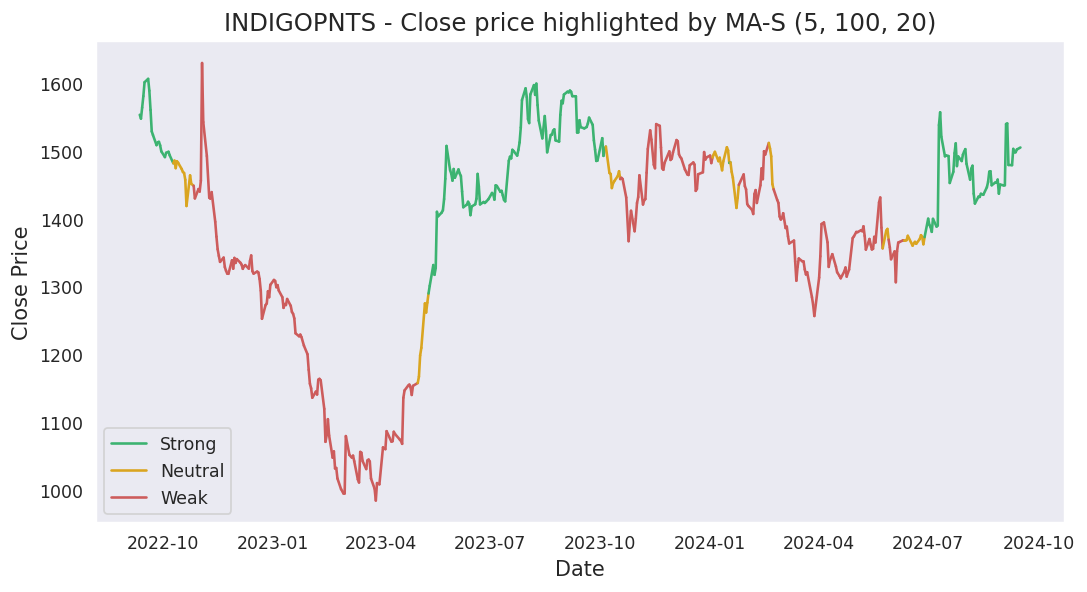 INDIGOPNTS - Close price highlighted by MA-S (5, 100, 20)
Close Price
1600
1500
1400
1300
1200
1100
1000
Strong
Neutral
Weak
2022-10 2023-01 2023-04 2023-07 2023-10 2024-01 2024-04 2024-07 2024-10
Date